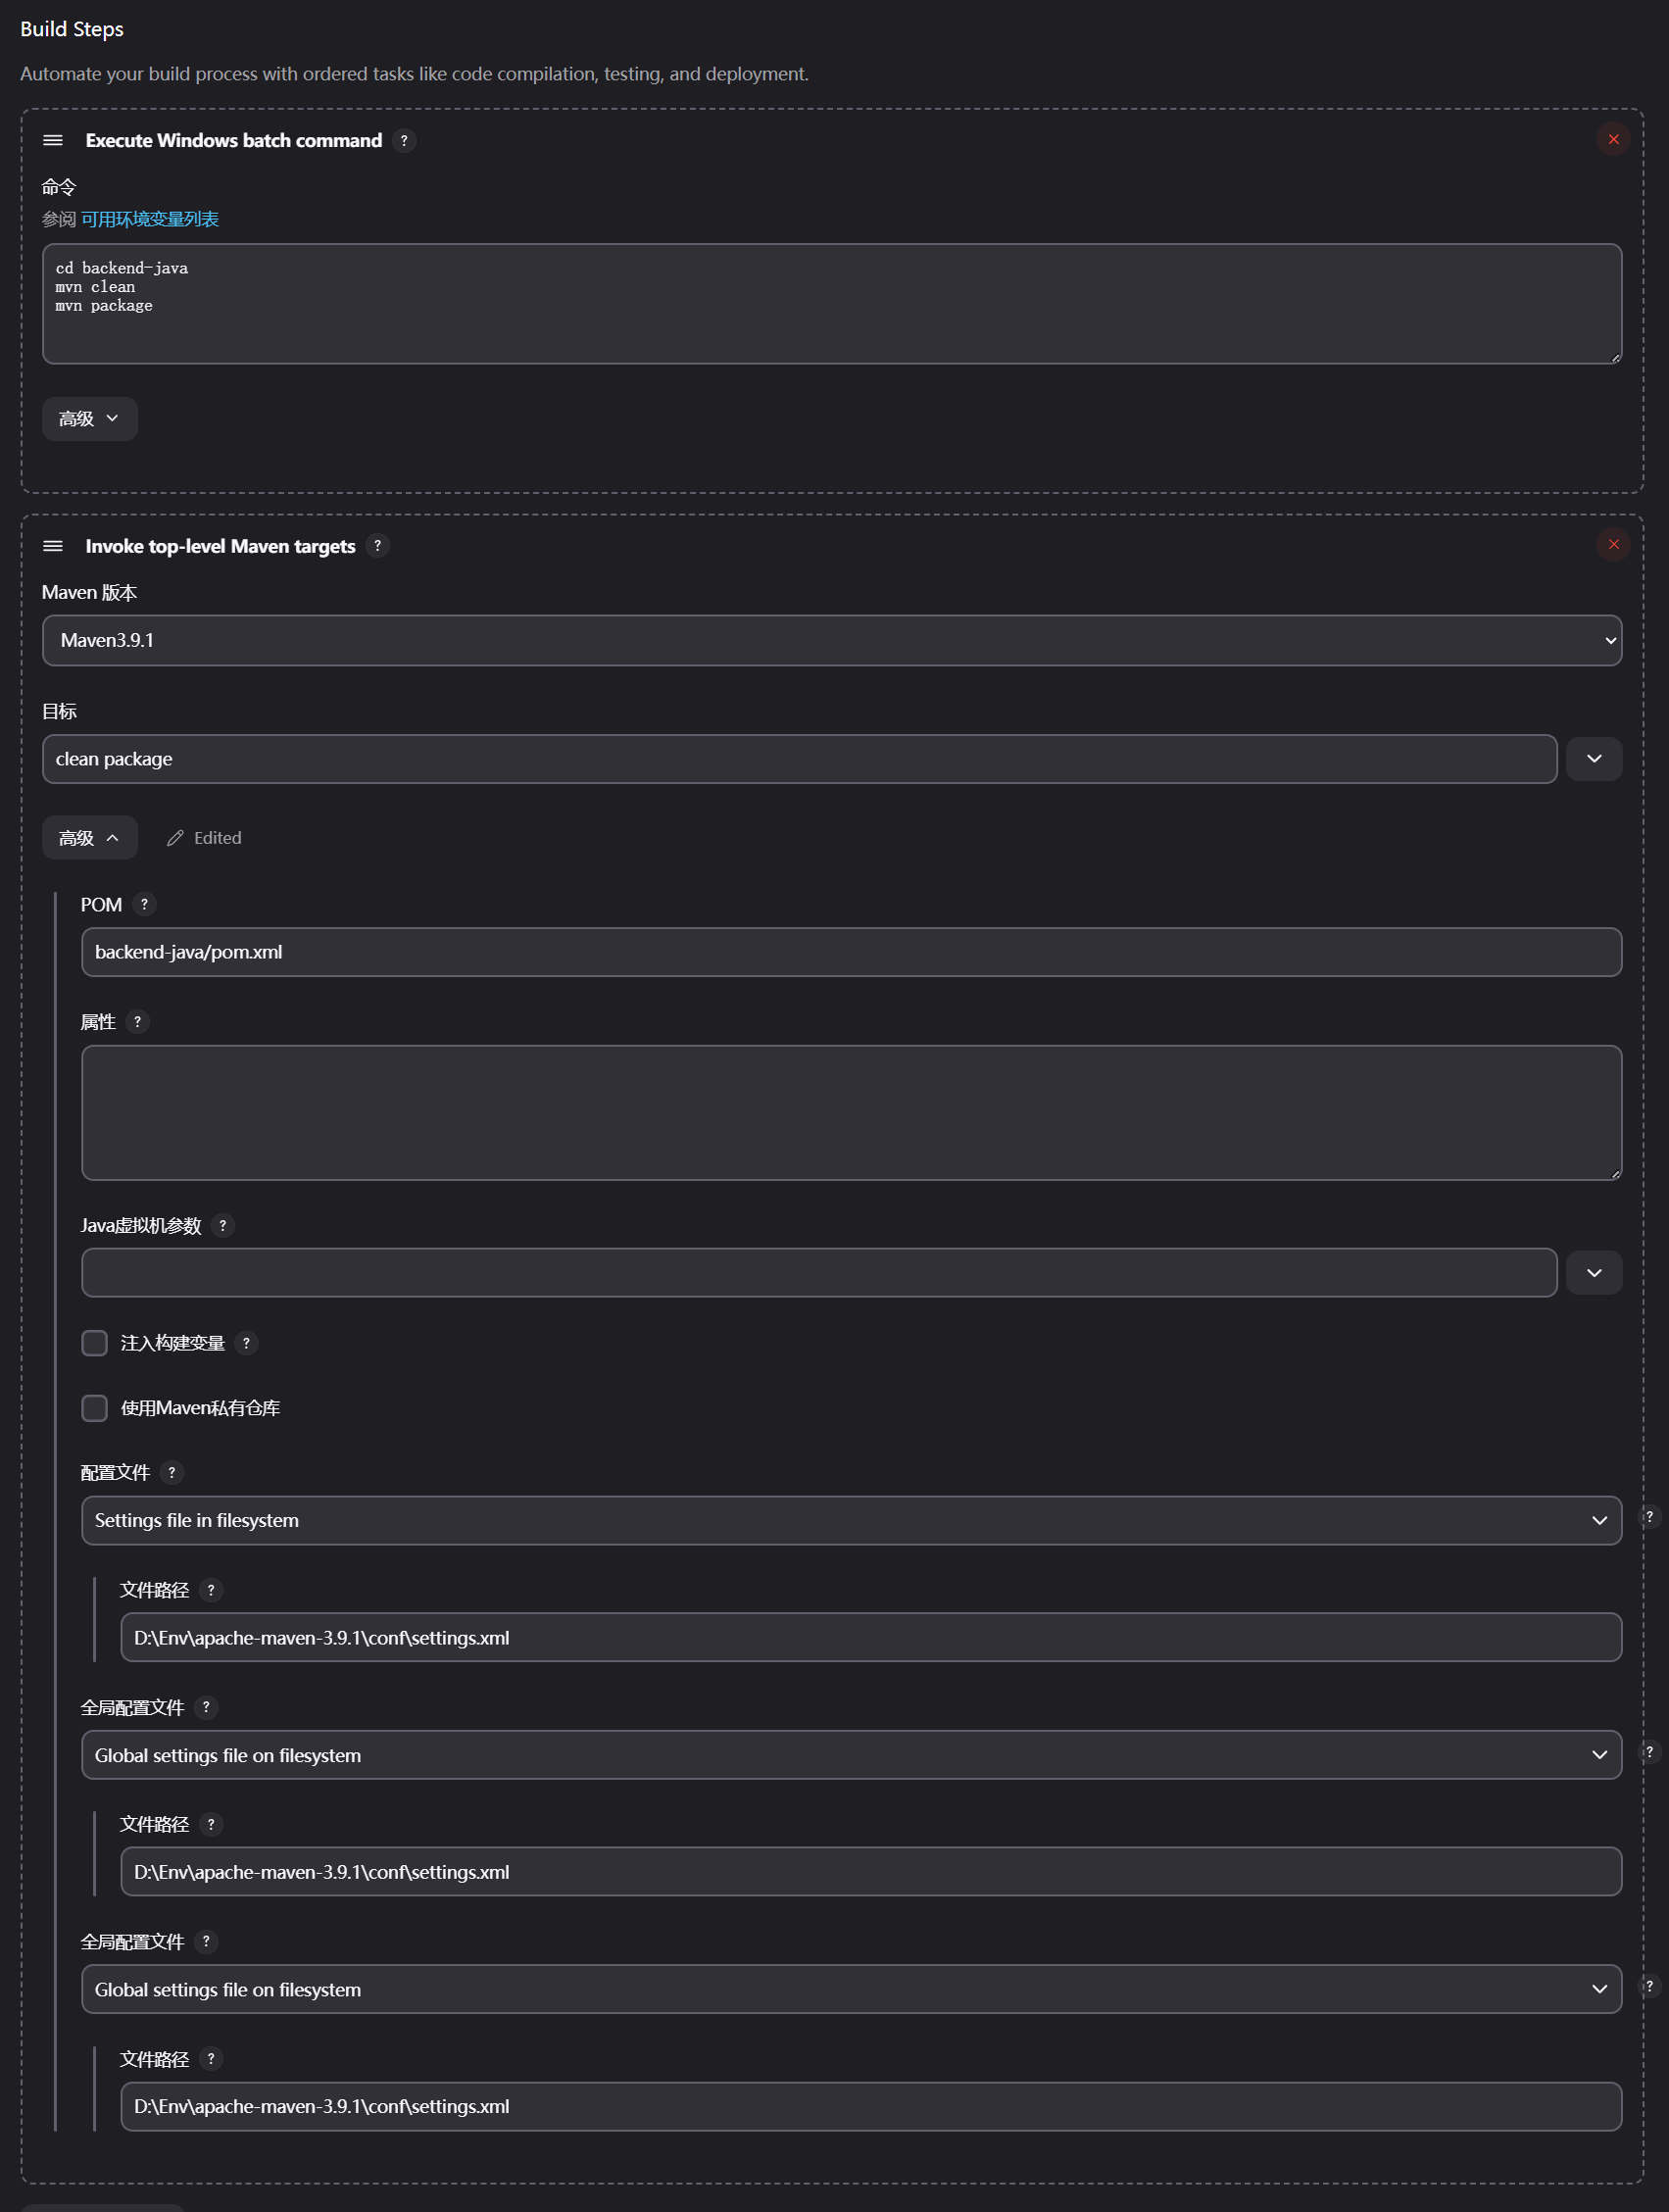 Build Steps
Automate your build process with ordered tasks like code compilation, testing, and deployment.
Execute Windows batch command ?
命令
参阅 可用环境变量列表
cd backend-java
mvn clean
mvn package
高级
Invoke top-level Maven targets ?
Maven 版本
Maven3.9.1
目标
clean package
高级 Edited
POM ?
backend-java/pom.xml
属性 ?
Java虚拟机参数 ?
注入构建变量 ?
使用Maven私有仓库
配置文件 ?
Settings file in filesystem ?
文件路径 ?
D:\Env\apache-maven-3.9.1\conf\settings.xml
全局配置文件 ?
Global settings file on filesystem ?
文件路径 ?
D:\Env\apache-maven-3.9.1\conf\settings.xml
全局配置文件 ?
Global settings file on filesystem ?
文件路径 ?
D:\Env\apache-maven-3.9.1\conf\settings.xml